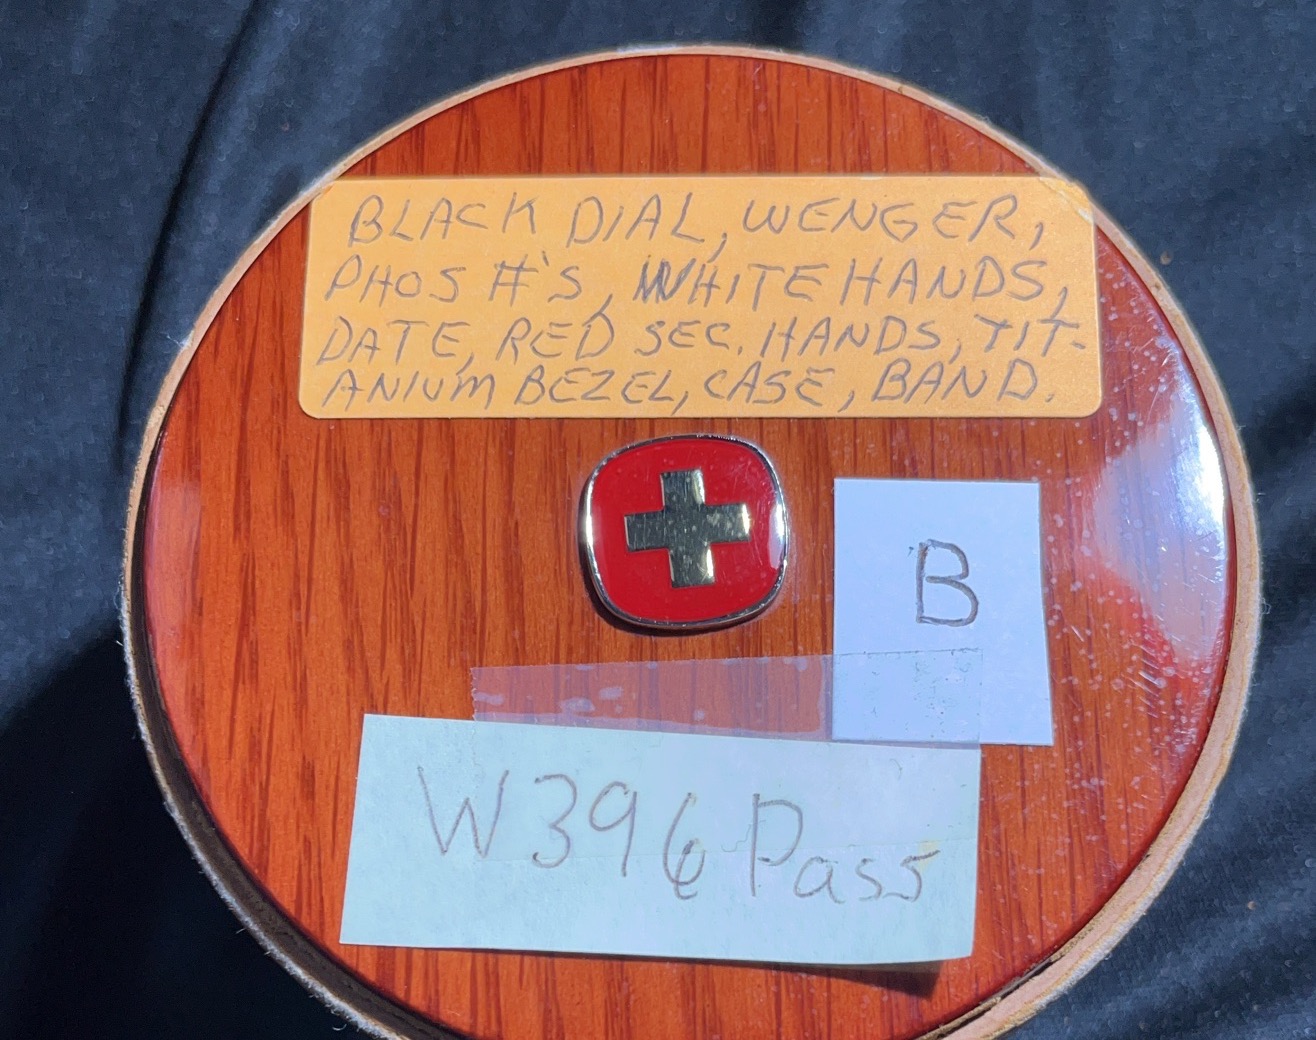 BLACK DIAL, WENGER,
PHOS #'S, WHITE HANDS,
DATE, RED SEC. HANDS, TIT-
ANIUM BEZEL, CASE, BAND.
B
W396 Pass